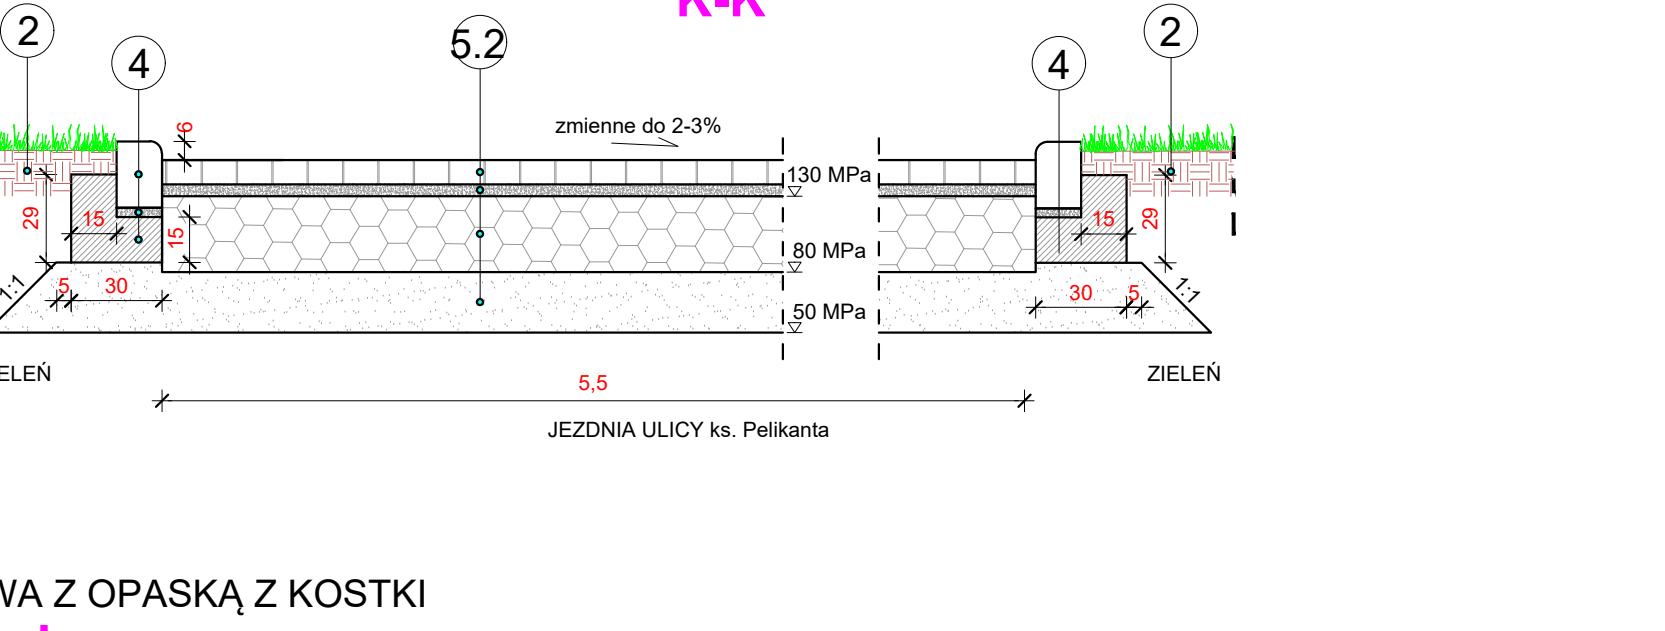 K-K
2
4
5.2
4
2
6
zmienne do 2-3%
130 MPa
29
15
15
15
29
80 MPa
1:1
5
30
30
5
1:1
50 MPa
ELEŃ
5,5
ZIELEŃ
JEZDNIA ULICY ks. Pelikanta
WA Z OPASKĄ Z KOSTKI